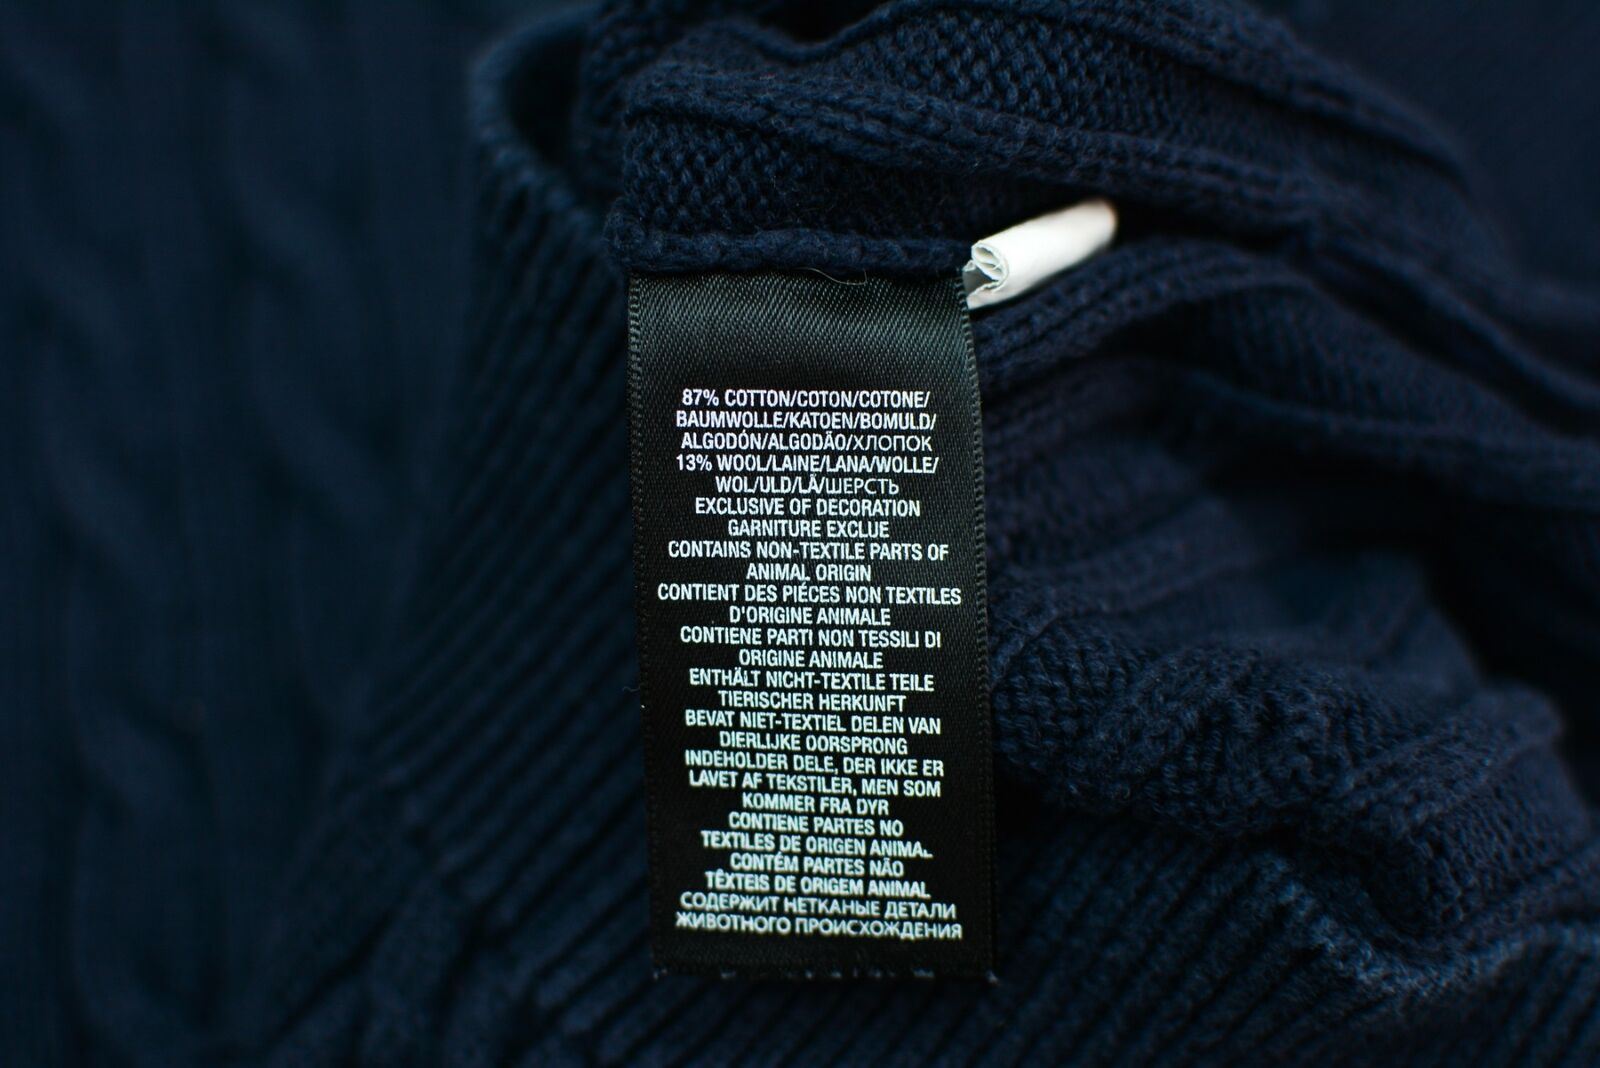 87% COTTON/COTON/COTONE/
BAUMWOLLE/KATOEN/BOMULD/
ALGODÓN/ALGODÃO/ХЛОПОК
13% WOOL/LAINE/LANA/WOLLE/
WOL/ULD/LÃ/ШЕРСТЬ
EXCLUSIVE OF DECORATION
GARNITURE EXCLUE
CONTAINS NON-TEXTILE PARTS OF
ANIMAL ORIGIN
CONTIENT DES PIÉCES NON TEXTILES
D'ORIGINE ANIMALE
CONTIENE PARTI NON TESSILI DI
ORIGINE ANIMALE
ENTHÄLT NICHT-TEXTILE TEILE
TIERISCHER HERKUNFT
BEVAT NIET-TEXTIEL DELEN VAN
DIERLIJKE OORSPRONG
INDEHOLDER DELE, DER IKKE ER
LAVET AF TEKSTILER, MEN SOM
KOMMER FRA DYR
CONTIENE PARTES NO
TEXTILES DE ORIGEN ANIMAL
CONTÉM PARTES NÃO
TÊXTEIS DE ORIGEM ANIMAL
СОДЕРЖИТ НЕТКАНЫЕ ДЕТАЛИ
ЖИВОТНОГО ПРОИСХОЖДЕНИЯ